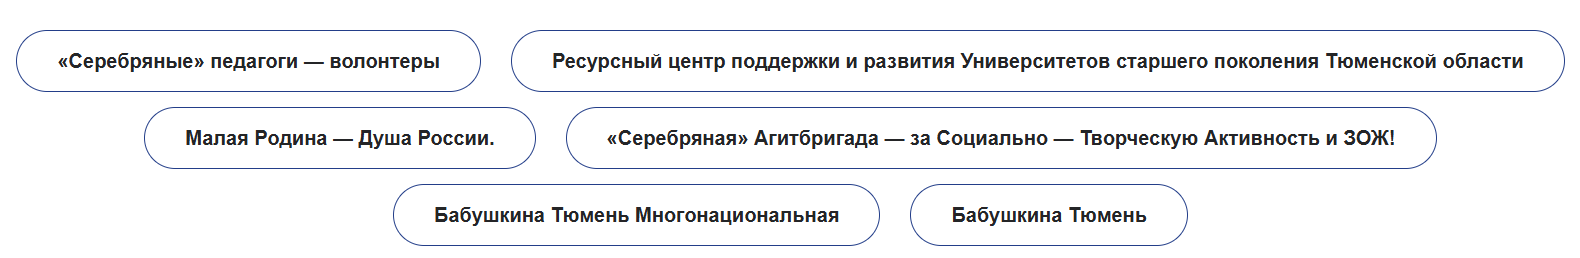 «Серебряные» педагоги — волонтеры
Ресурсный центр поддержки и развития Университетов старшего поколения Тюменской области
Малая Родина — Душа России.
«Серебряная» Агитбригада — за Социально — Творческую Активность и ЗОЖ!
Бабушкина Тюмень Многонациональная
Бабушкина Тюмень